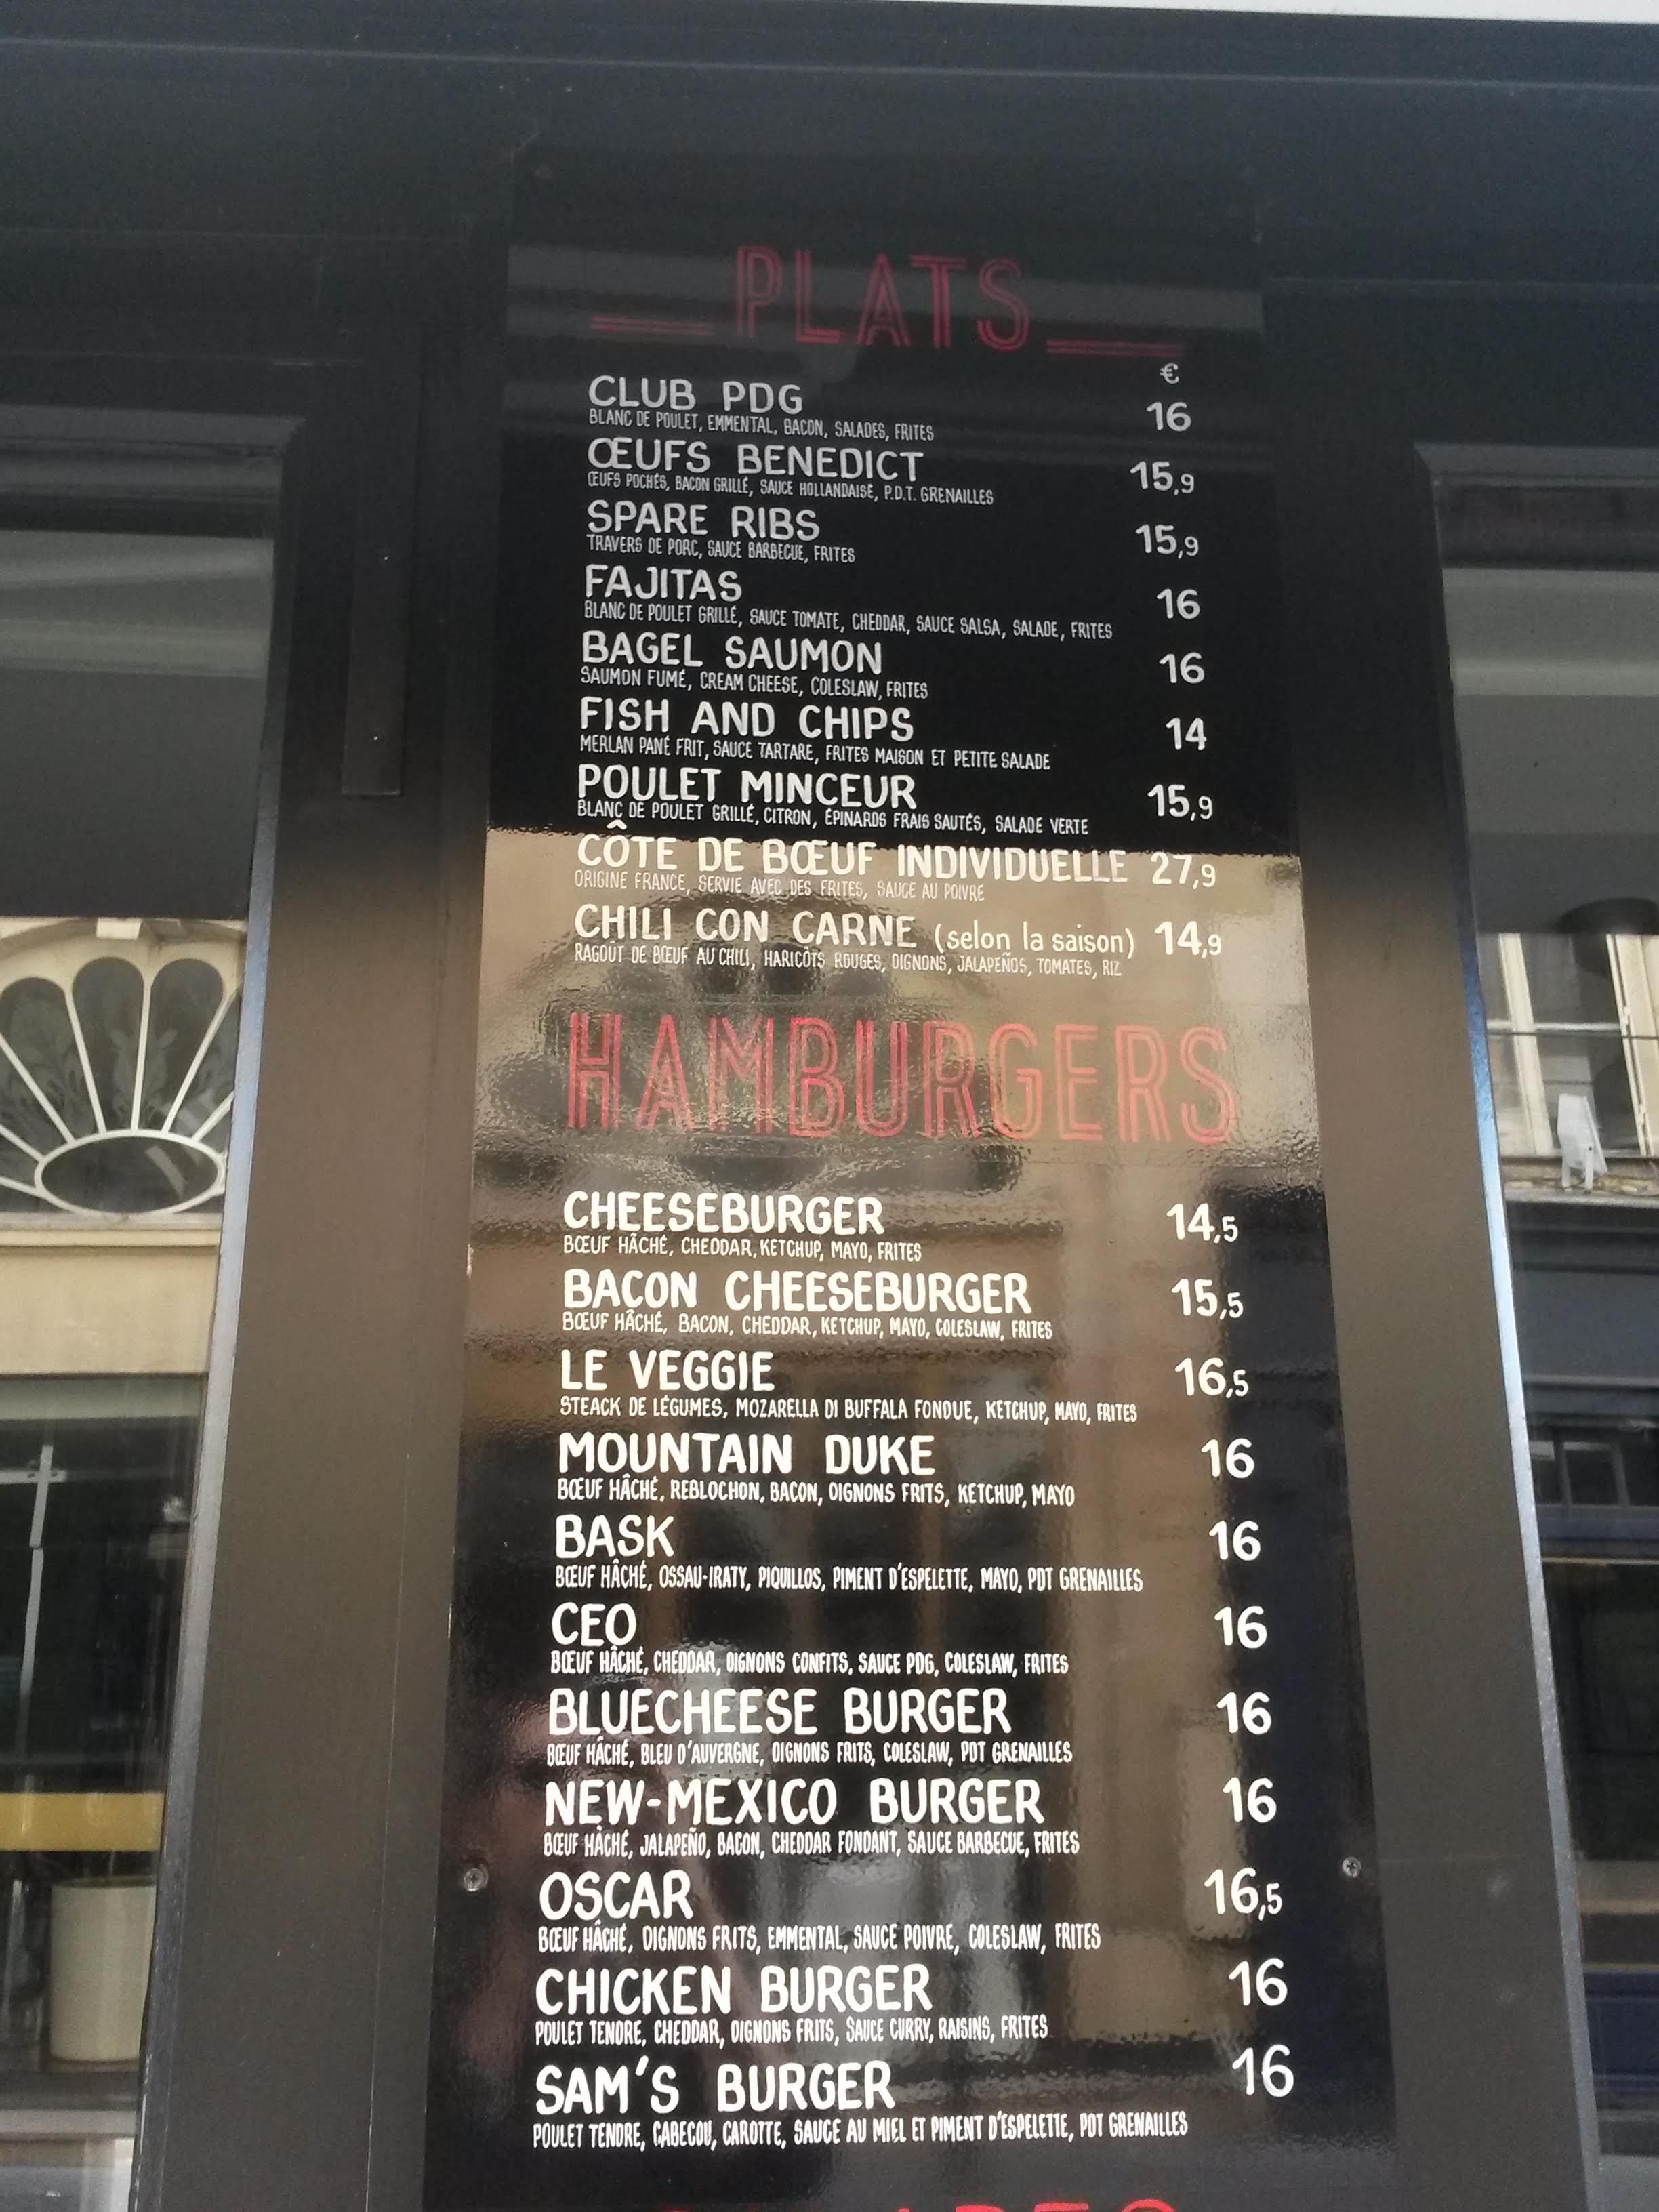 PLATS
€
CLUB PDG 16
BLANC DE POULET, EMMENTAL, BACON, SALADES, FRITES
ŒUFS BENEDICT 15,9
ŒUFS POCHÉS, BACON GRILLÉ, SAUCE HOLLANDAISE, P.D.T. GRENAILLES
SPARE RIBS 15,9
TRAVERS DE PORC, SAUCE BARBECUE, FRITES
FAJITAS 16
BLANC DE POULET GRILLÉ, SAUCE TOMATE, CHEDDAR, SAUCE SALSA, SALADE, FRITES
BAGEL SAUMON 16
SAUMON FUMÉ, CREAM CHEESE, COLESLAW, FRITES
FISH AND CHIPS 14
MERLAN PANÉ FRIT, SAUCE TARTARE, FRITES MAISON ET PETITE SALADE
POULET MINCEUR 15,9
BLANC DE POULET GRILLÉ, CITRON, ÉPINARDS FRAIS SAUTÉS, SALADE VERTE
CÔTE DE BŒUF INDIVIDUELLE 27,9
ORIGINE FRANCE, SERVIE AVEC DES FRITES, SAUCE AU POIVRE
CHILI CON CARNE (selon la saison) 14,9
RAGOÛT DE BŒUF AU CHILI, HARICOTS ROUGES, OIGNONS, JALAPEÑOS, TOMATES, RIZ
HAMBURGERS
CHEESEBURGER 14,5
BŒUF HÂCHÉ, CHEDDAR, KETCHUP, MAYO, FRITES
BACON CHEESEBURGER 15,5
BŒUF HÂCHÉ, BACON, CHEDDAR, KETCHUP, MAYO, COLESLAW, FRITES
LE VEGGIE 16,5
STEACK DE LÉGUMES, MOZARELLA DI BUFFALA FONDUE, KETCHUP, MAYO, FRITES
MOUNTAIN DUKE 16
BŒUF HÂCHÉ, REBLOCHON, BACON, OIGNONS FRITS, KETCHUP, MAYO
BASK 16
BŒUF HÂCHÉ, OSSAU-IRATY, PIQUILLOS, PIMENT D'ESPELETTE, MAYO, PDT GRENAILLES
CEO 16
BŒUF HÂCHÉ, CHEDDAR, OIGNONS CONFITS, SAUCE PDG, COLESLAW, FRITES
BLUECHEESE BURGER 16
BŒUF HÂCHÉ, BLEU D'AUVERGNE, OIGNONS FRITS, COLESLAW, PDT GRENAILLES
NEW-MEXICO BURGER 16
BŒUF HÂCHÉ, JALAPEÑO, BACON, CHEDDAR FONDANT, SAUCE BARBECUE, FRITES
OSCAR 16,5
BŒUF HÂCHÉ, OIGNONS FRITS, EMMENTAL, SAUCE POIVRE, COLESLAW, FRITES
CHICKEN BURGER 16
POULET TENDRE, CHEDDAR, OIGNONS FRITS, SAUCE CURRY, RAISINS, FRITES
SAM'S BURGER 16
POULET TENDRE, CABECOU, CAROTTE, SAUCE AU MIEL ET PIMENT D'ESPELETTE, PDT GRENAILLES